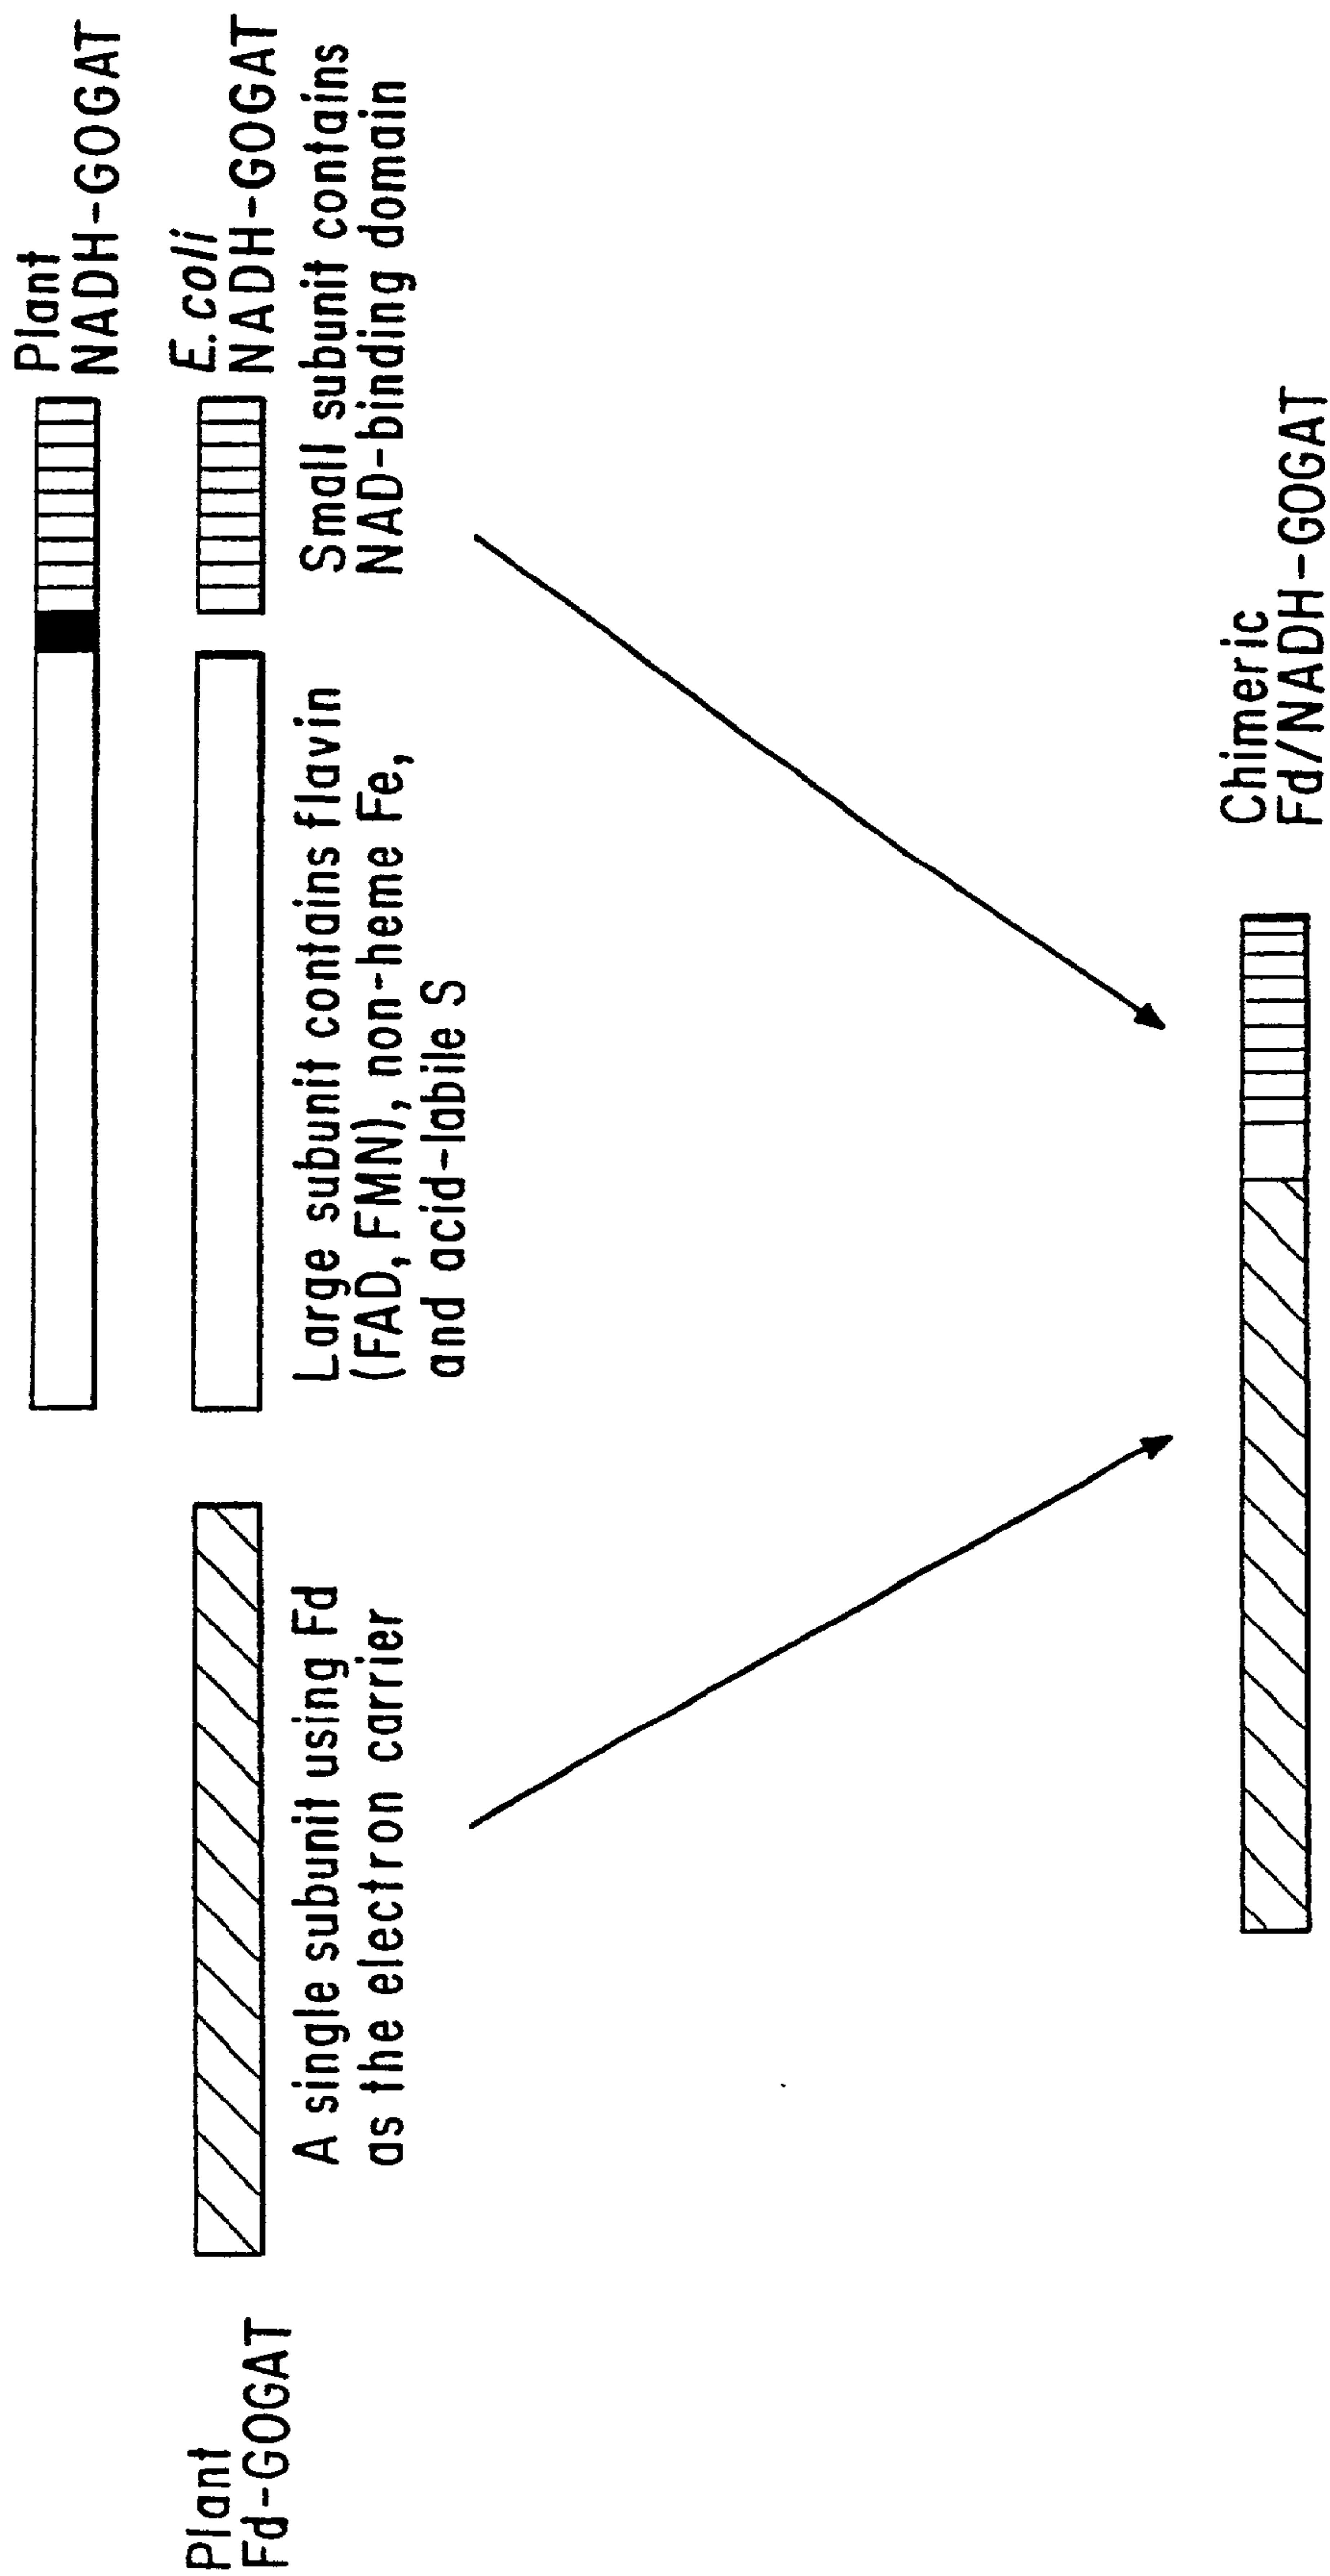 Plant
NADH-GOGAT
E. coli
NADH-GOGAT
Plant
Fd-GOGAT
A single subunit using Fd
as the electron carrier
Large subunit contains flavin
(FAD, FMN), non-heme Fe,
and acid-labile S
Small subunit contains
NAD-binding domain
Chimeric
Fd/NADH-GOGAT